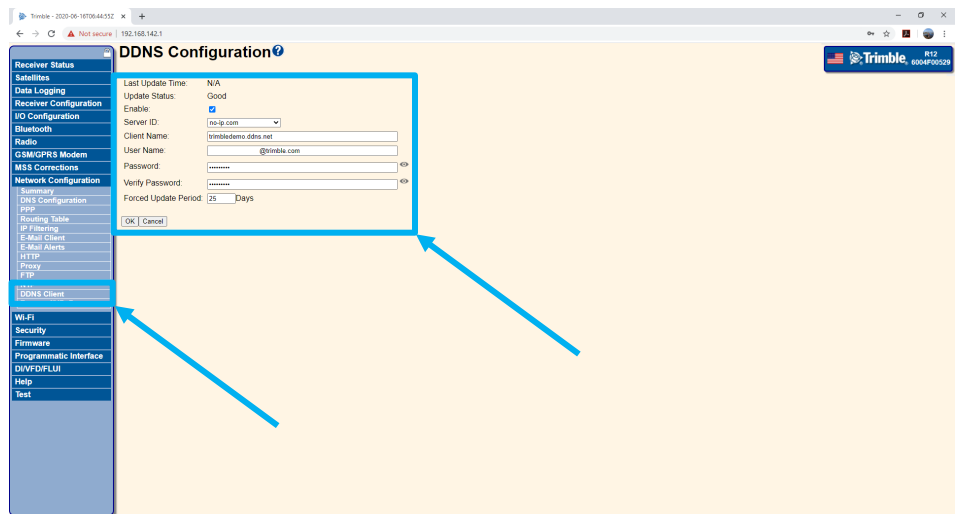 Trimble - 2020-06-16T06:44:55Z
Not secure | 192.168.142.1
DDNS Configuration
Trimble R12
6004F00529
Receiver Status
Satellites
Data Logging
Receiver Configuration
I/O Configuration
Bluetooth
Radio
GSM/GPRS Modem
MSS Corrections
Network Configuration
Summary
DNS Configuration
PPP
Routing Table
IP Filtering
E-Mail Client
E-Mail Alerts
HTTP
Proxy
FTP
DDNS Client
Wi-Fi
Security
Firmware
Programmatic Interface
DI/VFD/FLUI
Help
Test
Last Update Time: N/A
Update Status: Good
Enable:
Server ID: no-ip.com
Client Name: trimbledemo.ddns.net
User Name: @trimble.com
Password: •••••••••
Verify Password: •••••••••
Forced Update Period: 25 Days
OK Cancel